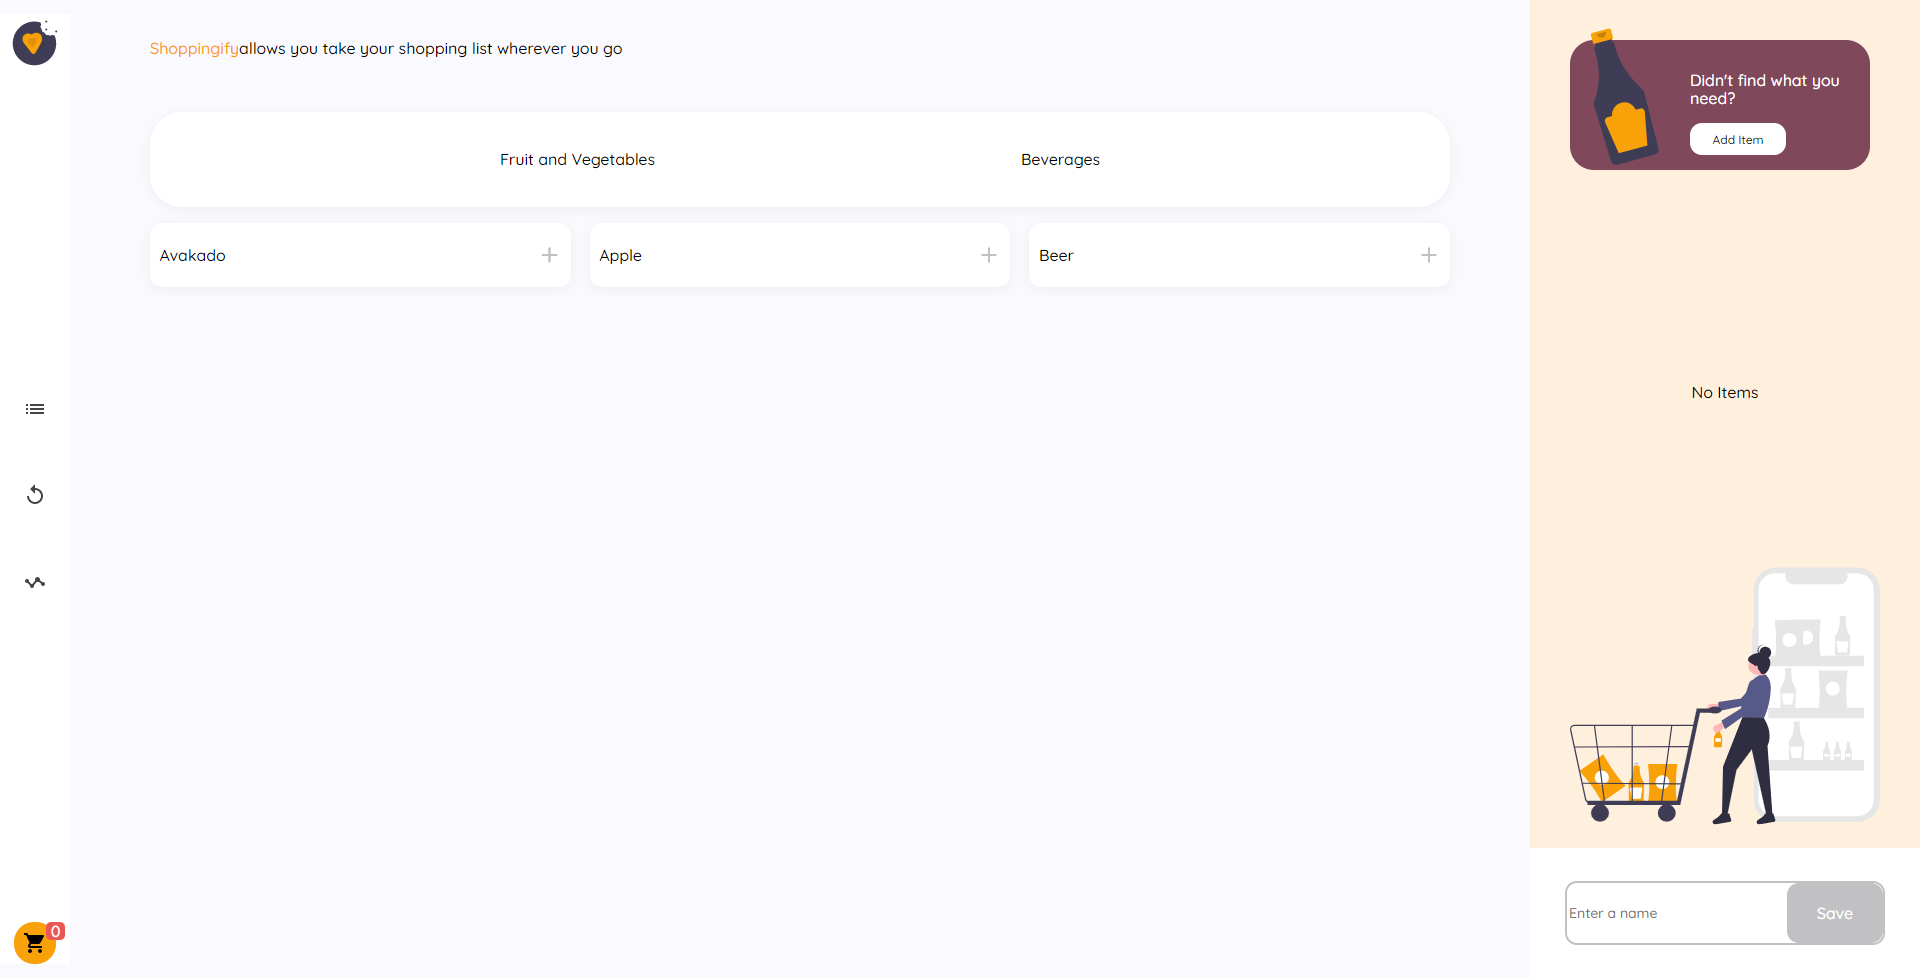 Shoppingifyallows you take your shopping list wherever you go
Fruit and Vegetables
Beverages
Avakado
Apple
Beer
Didn't find what you
need?
Add Item
No Items
Enter a name
Save
0